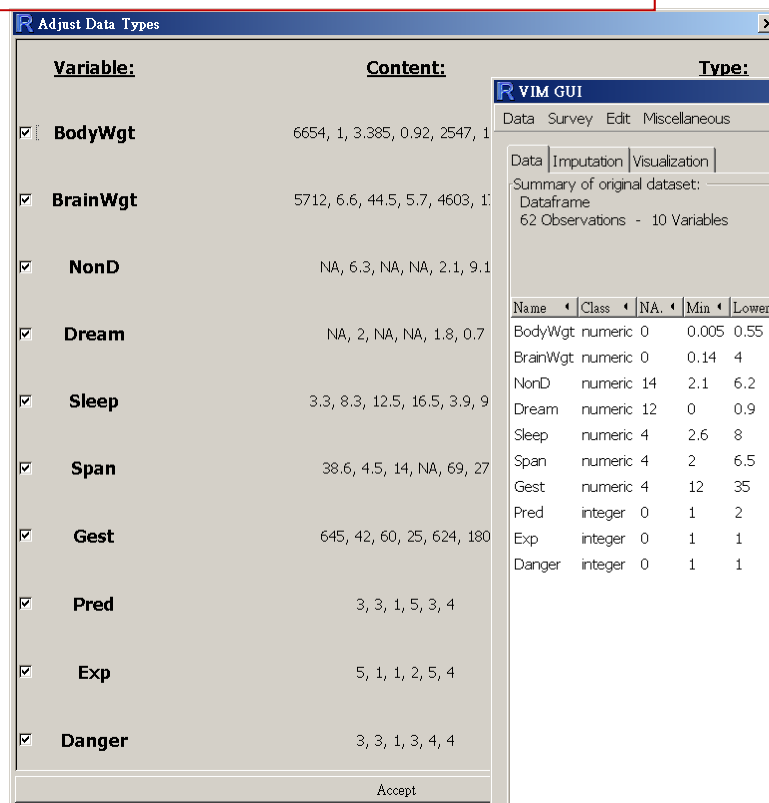 Adjust Data Types
Variable: Content: Type:
BodyWgt 6654, 1, 3.385, 0.92, 2547, 1
BrainWgt 5712, 6.6, 44.5, 5.7, 4603, 1
NonD NA, 6.3, NA, NA, 2.1, 9.1
Dream NA, 2, NA, NA, 1.8, 0.7
Sleep 3.3, 8.3, 12.5, 16.5, 3.9, 9
Span 38.6, 4.5, 14, NA, 69, 27
Gest 645, 42, 60, 25, 624, 180
Pred 3, 3, 1, 5, 3, 4
Exp 5, 1, 1, 2, 5, 4
Danger 3, 3, 1, 3, 4, 4
Accept
VIM GUI
Data Survey Edit Miscellaneous
Data Imputation Visualization
Summary of original dataset:
Dataframe
62 Observations - 10 Variables
Name Class NA. Min Lower
BodyWgt numeric 0 0.005 0.55
BrainWgt numeric 0 0.14 4
NonD numeric 14 2.1 6.2
Dream numeric 12 0 0.9
Sleep numeric 4 2.6 8
Span numeric 4 2 6.5
Gest numeric 4 12 35
Pred integer 0 1 2
Exp integer 0 1 1
Danger integer 0 1 1